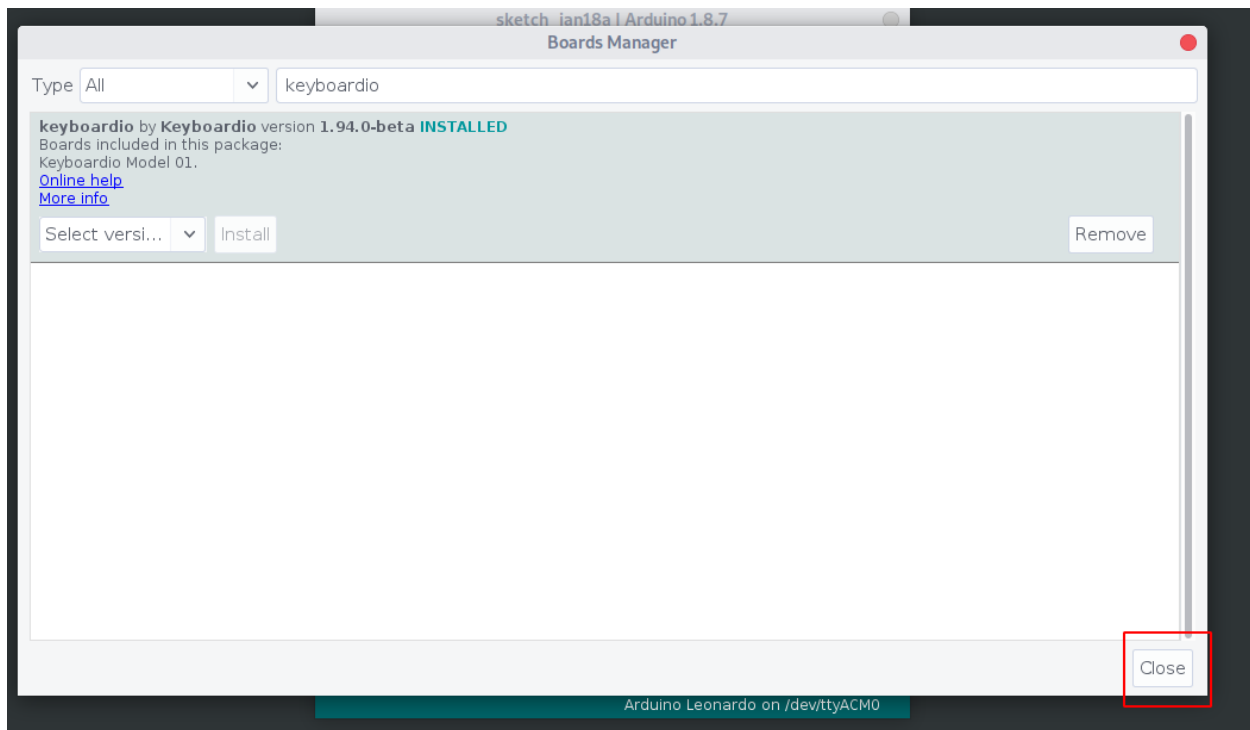 sketch_jan18a | Arduino 1.8.7
Boards Manager
Type All keyboardio
keyboardio by Keyboardio version 1.94.0-beta INSTALLED
Boards included in this package:
Keyboardio Model 01.
Online help
More info
Select versi... Install Remove
Close
Arduino Leonardo on /dev/ttyACM0